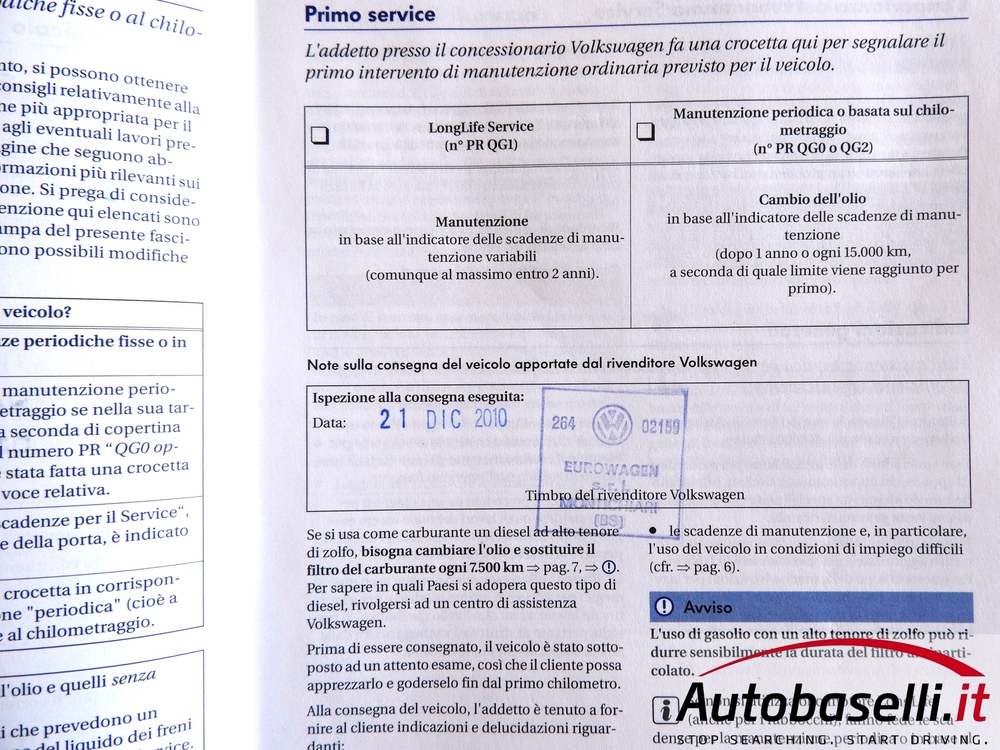 fisse o al chilo-
si possono ottenere
consigli relativamente alla
più appropriata per il
agli eventuali lavori pre-
che seguono ab-
più rilevanti sui
Si prega di conside-
qui elencati sono
del presente fasci-
possibili modifiche
veicolo?
periodiche fisse o in
manutenzione perio-
se nella sua tar-
seconda di copertina
numero PR “QG0 op-
stata fatta una crocetta
voce relativa.
per il Service“,
della porta, è indicato
crocetta in corrispon-
"periodica" (cioè a
al chilometraggio.
l'olio e quelli senza
che prevedono un
del liquido dei freni
Primo service
L'addetto presso il concessionario Volkswagen fa una crocetta qui per segnalare il
primo intervento di manutenzione ordinaria previsto per il veicolo.
LongLife Service
(n° PR QG1)
Manutenzione
in base all'indicatore delle scadenze di manu-
tenzione variabili
(comunque al massimo entro 2 anni).
Manutenzione periodica o basata sul chilo-
metraggio
(n° PR QG0 o QG2)
Cambio dell'olio
in base all'indicatore delle scadenze di manu-
tenzione
(dopo 1 anno o ogni 15.000 km,
a seconda di quale limite viene raggiunto per
primo).
Note sulla consegna del veicolo apportate dal rivenditore Volkswagen
Ispezione alla consegna eseguita:
Data: 21 DIC 2010
264 02159
EUROWAGEN
s.r.l.
MONTICHIARI
(BS)
Timbro del rivenditore Volkswagen
Se si usa come carburante un diesel ad alto tenore
di zolfo, bisogna cambiare l'olio e sostituire il
filtro del carburante ogni 7.500 km ⇒ pag. 7, ⇒ ①.
Per sapere in quali Paesi si adopera questo tipo di
diesel, rivolgersi ad un centro di assistenza
Volkswagen.
Prima di essere consegnato, il veicolo è stato sotto-
posto ad un attento esame, così che il cliente possa
apprezzarlo e goderselo fin dal primo chilometro.
Alla consegna del veicolo, l'addetto è tenuto a for-
nire al cliente indicazioni e delucidazioni riguar-
danti:
• le scadenze di manutenzione e, in particolare,
l'uso del veicolo in condizioni di impiego difficili
(cfr. ⇒ pag. 6).
Avviso
L'uso di gasolio con un alto tenore di zolfo può ri-
durre sensibilmente la durata del filtro antiparti-
colato.
Autobaselli.it
STOP SEARCHING. START DRIVING.